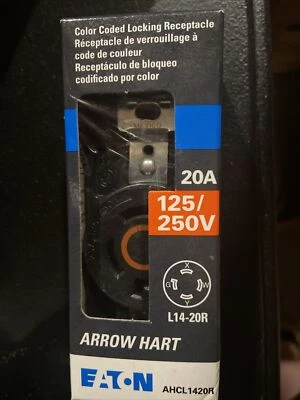 Color Coded Locking Receptacle
Réceptacle de verrouillage à
code de couleur
Receptáculo de bloqueo
codificado por color
20A
125/
250V
X
G W
Y
L14-20R
ARROW HART
EATON
AHCL1420R